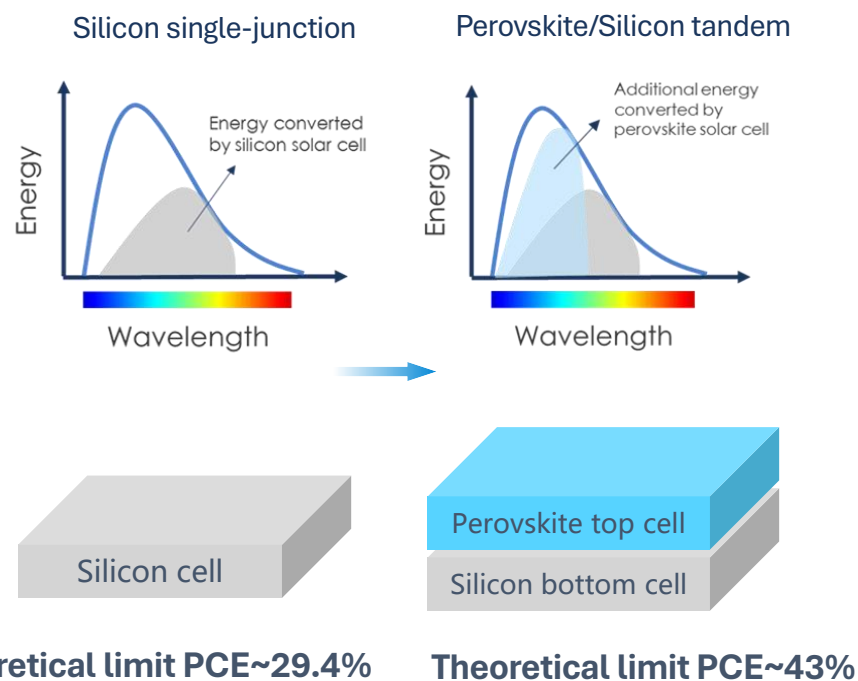 Silicon single-junction
Perovskite/Silicon tandem
Energy
Energy converted
by silicon solar cell
Wavelength
Energy
Additional energy
converted by
perovskite solar cell
Wavelength
Silicon cell
Perovskite top cell
Silicon bottom cell
retical limit PCE~29.4%
Theoretical limit PCE~43%